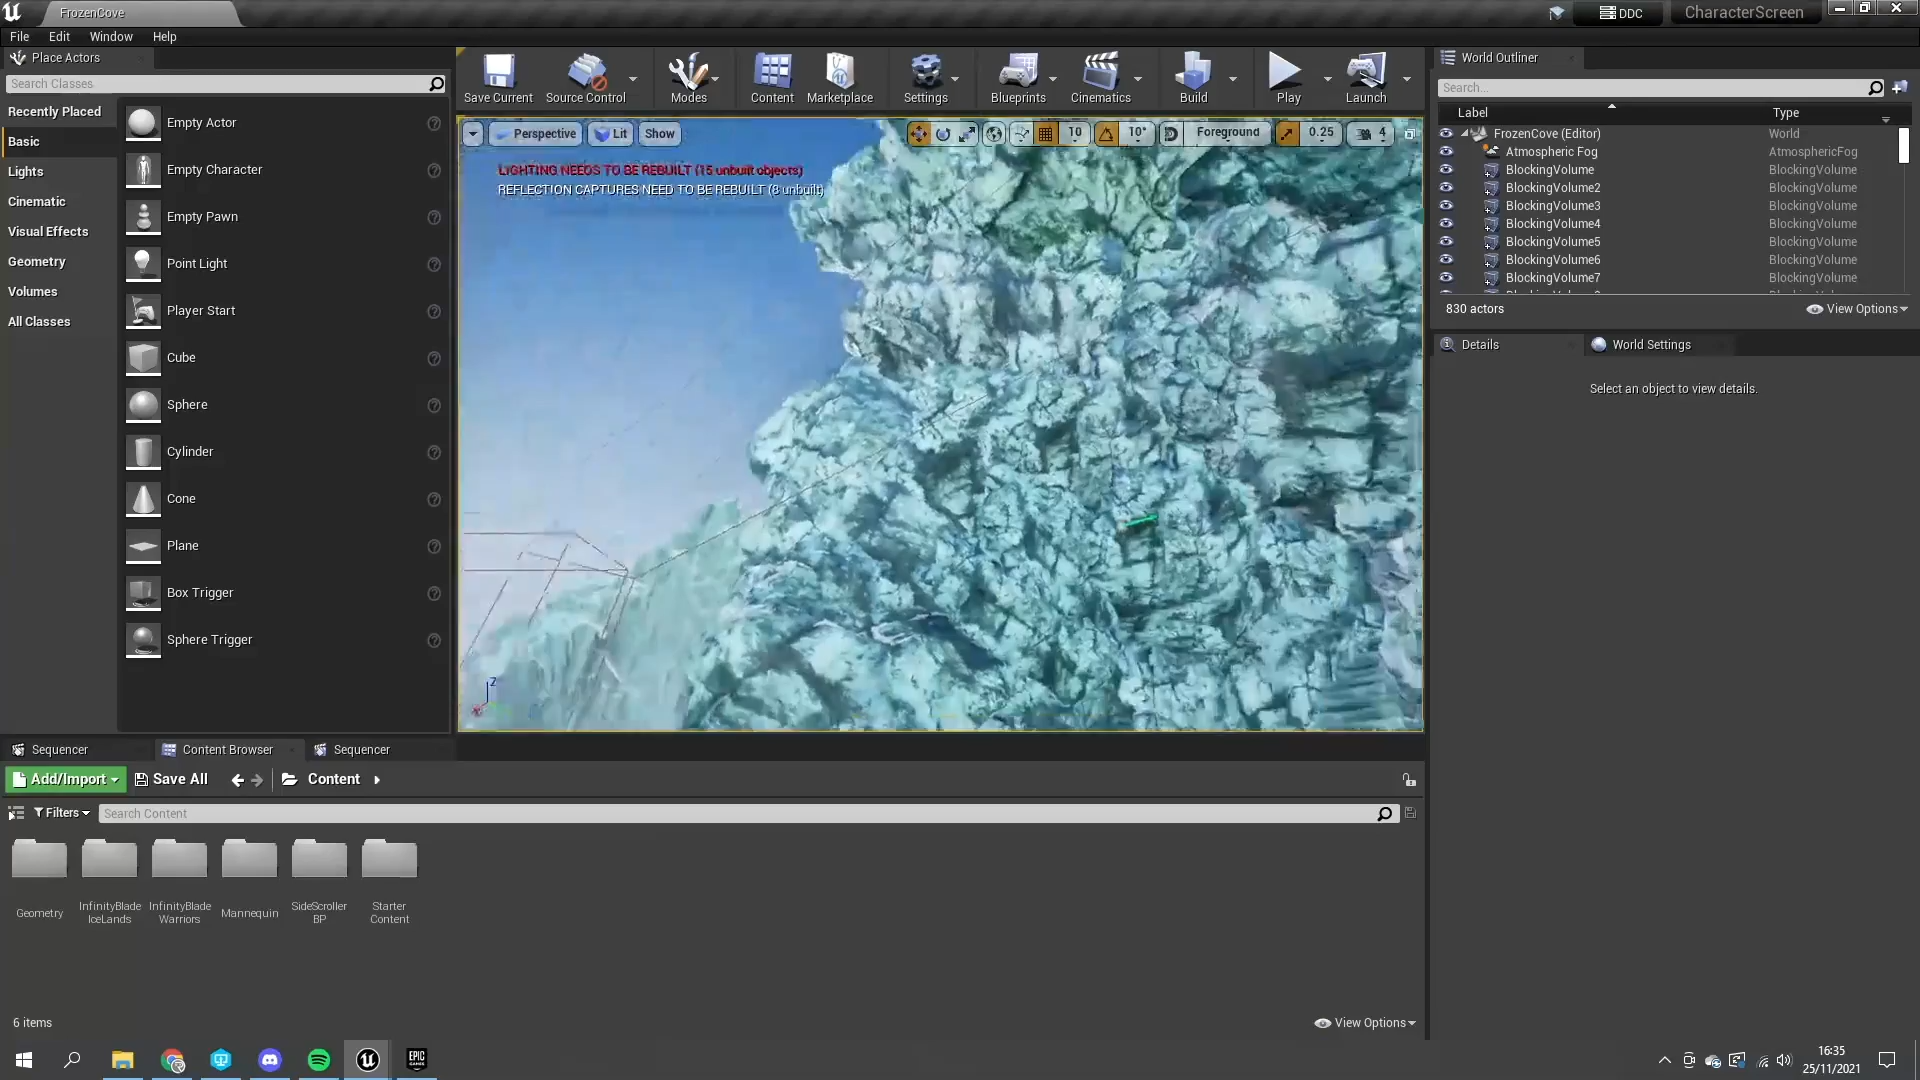 FrozenCove
DDC
CharacterScreen
File Edit Window Help
Place Actors
Search Classes
Recently Placed
Basic
Lights
Cinematic
Visual Effects
Geometry
Volumes
All Classes
Empty Actor
Empty Character
Empty Pawn
Point Light
Player Start
Cube
Sphere
Cylinder
Cone
Plane
Box Trigger
Sphere Trigger
Save Current
Source Control
Modes
Content
Marketplace
Settings
Blueprints
Cinematics
Build
Play
Launch
Perspective Lit Show
10 10° Foreground 0.25 4
LIGHTING NEEDS TO BE REBUILT (15 unbuilt objects)
REFLECTION CAPTURES NEED TO BE REBUILT (8 unbuilt)
Z
World Outliner
Search...
Label Type
FrozenCove (Editor) World
Atmospheric Fog AtmosphericFog
BlockingVolume BlockingVolume
BlockingVolume2 BlockingVolume
BlockingVolume3 BlockingVolume
BlockingVolume4 BlockingVolume
BlockingVolume5 BlockingVolume
BlockingVolume6 BlockingVolume
BlockingVolume7 BlockingVolume
830 actors
View Options
Details
World Settings
Select an object to view details.
Sequencer
Content Browser
Sequencer
Add/Import Save All Content
Filters Search Content
Geometry
InfinityBlade
IceLands
InfinityBlade
Warriors
Mannequin
SideScroller
BP
Starter
Content
6 items
View Options
EPIC
GAMES
16:35
25/11/2021